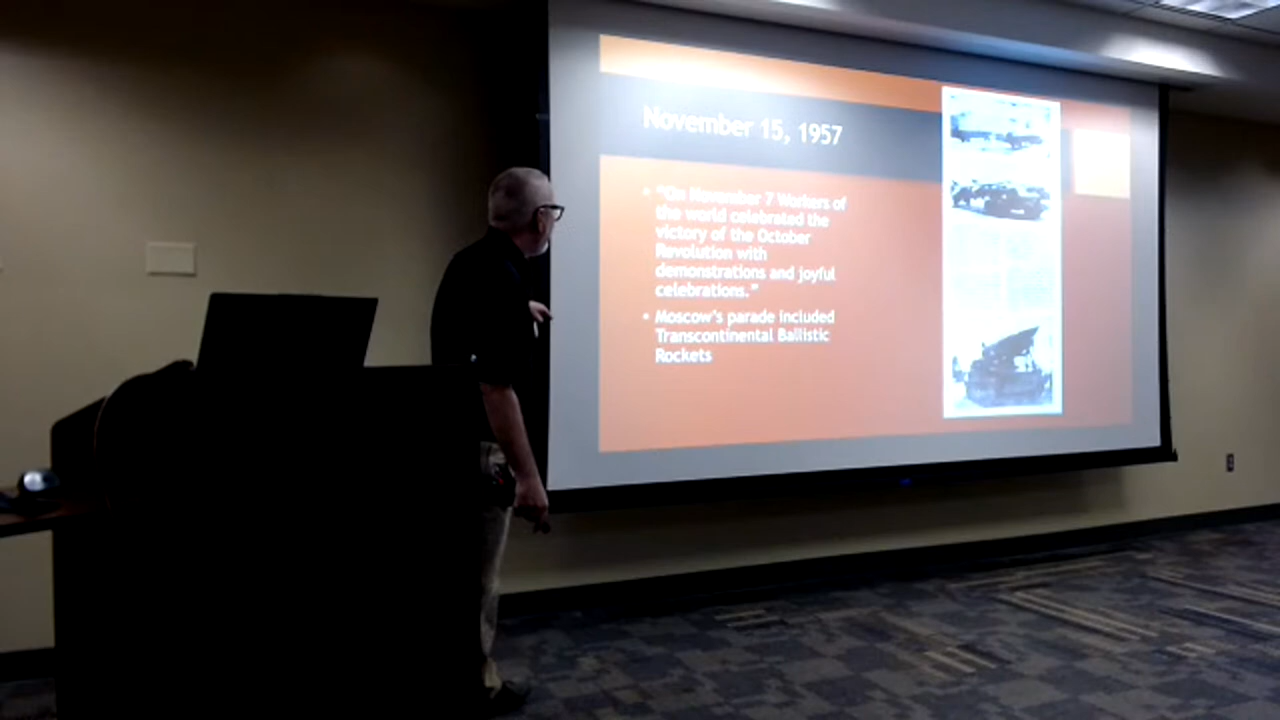 November 15, 1957
• "On November 7 Workers of
the world celebrated the
victory of the October
Revolution with
demonstrations and joyful
celebrations."
• Moscow's parade included
Transcontinental Ballistic
Rockets